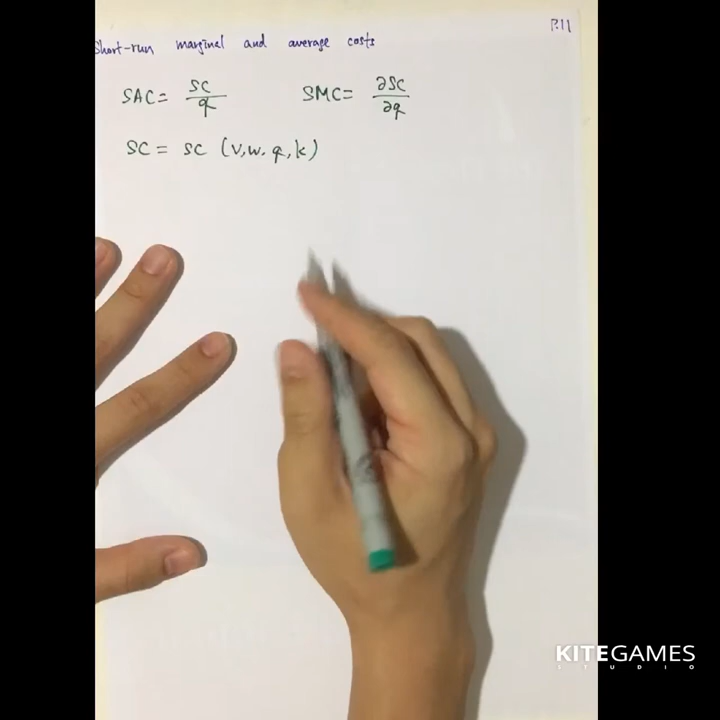 P.11
Short-run marginal and average costs
SAC = SC/q SMC = ∂SC/∂q
SC = SC (v, w, q, k)
KITEGAMES
STUDIO